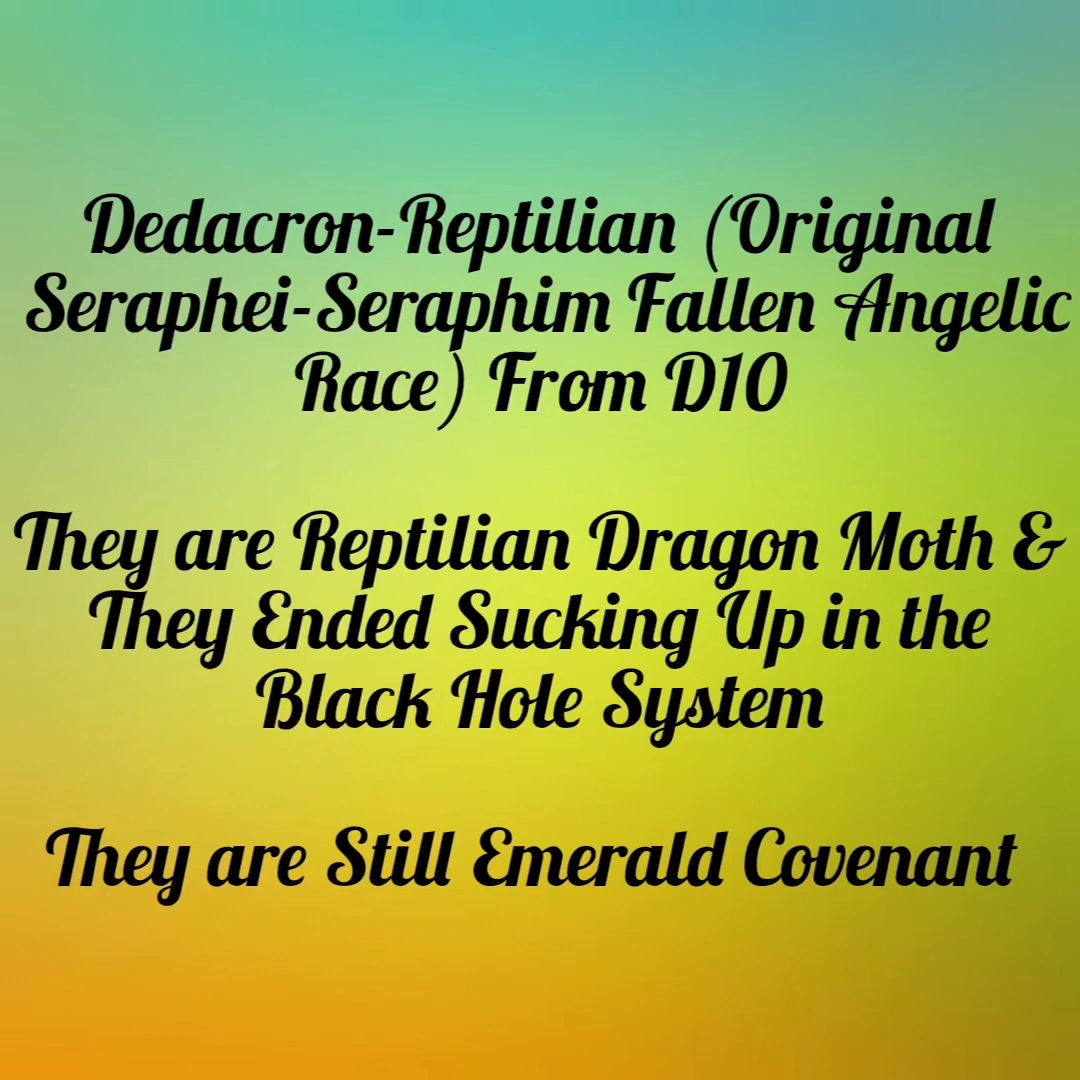 Dedacron-Reptilian (Original
Seraphei-Seraphim Fallen Angelic
Race) From D10
They are Reptilian Dragon Moth &
They Ended Sucking Up in the
Black Hole System
They are Still Emerald Covenant